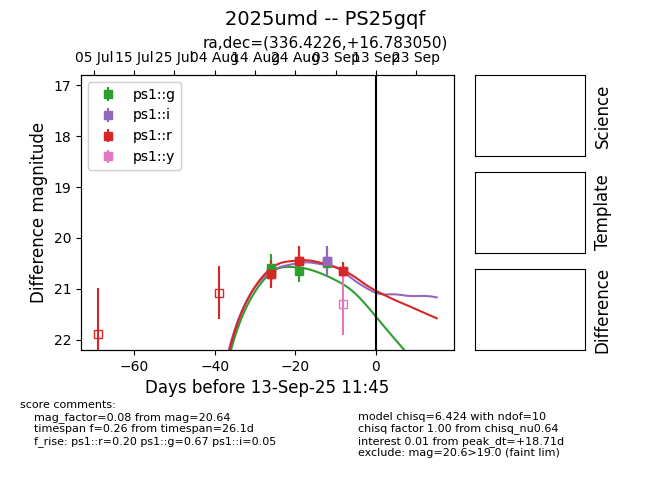 2025umd -- PS25gqf
ra,dec=(336.4226,+16.783050)
05 Jul 15 Jul 25 Jul 04 Aug 14 Aug 24 Aug 03 Sep 13 Sep 23 Sep
17
18
19
20
21
22
Difference magnitude
ps1::g
ps1::i
ps1::r
ps1::y
−60 −40 −20 0
Days before 13-Sep-25 11:45
Science
Template
Difference
score comments:
mag_factor=0.08 from mag=20.64
timespan f=0.26 from timespan=26.1d
f_rise: ps1::r=0.20 ps1::g=0.67 ps1::i=0.05
model chisq=6.424 with ndof=10
chisq factor 1.00 from chisq_nu0.64
interest 0.01 from peak_dt=+18.71d
exclude: mag=20.6>19.0 (faint lim)